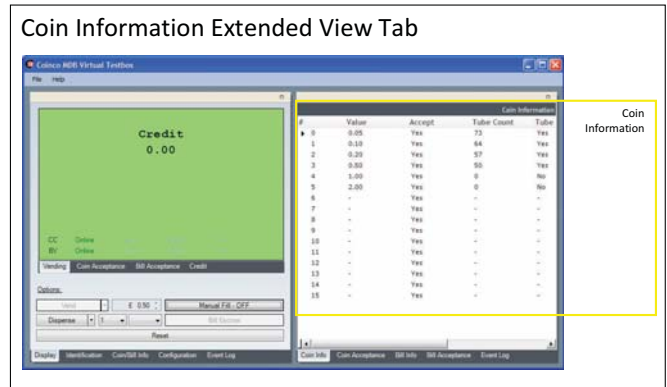 Coin Information Extended View Tab
Coinco MDB Virtual Testbox
File Help
Credit
0.00
CC Online
BV Online
Vending Coin Acceptance Bill Acceptance Credit
Options:
Vend £ 0.50 Manual Fill - OFF
Dispense 1 Bill Escrow
Reset
Display Identification Coin/Bill Info Configuration Event Log
Coin Information
# Value Accept Tube Count Tube
0 0.05 Yes 73 Yes
1 0.10 Yes 64 Yes
2 0.20 Yes 57 Yes
3 0.50 Yes 50 Yes
4 1.00 Yes 0 No
5 2.00 Yes 0 No
6 - Yes - -
7 - Yes - -
8 - Yes - -
9 - Yes - -
10 - Yes - -
11 - Yes - -
12 - Yes - -
13 - Yes - -
14 - Yes - -
15 - Yes - -
Coin Info Coin Acceptance Bill Info Bill Acceptance Event Log
Coin
Information